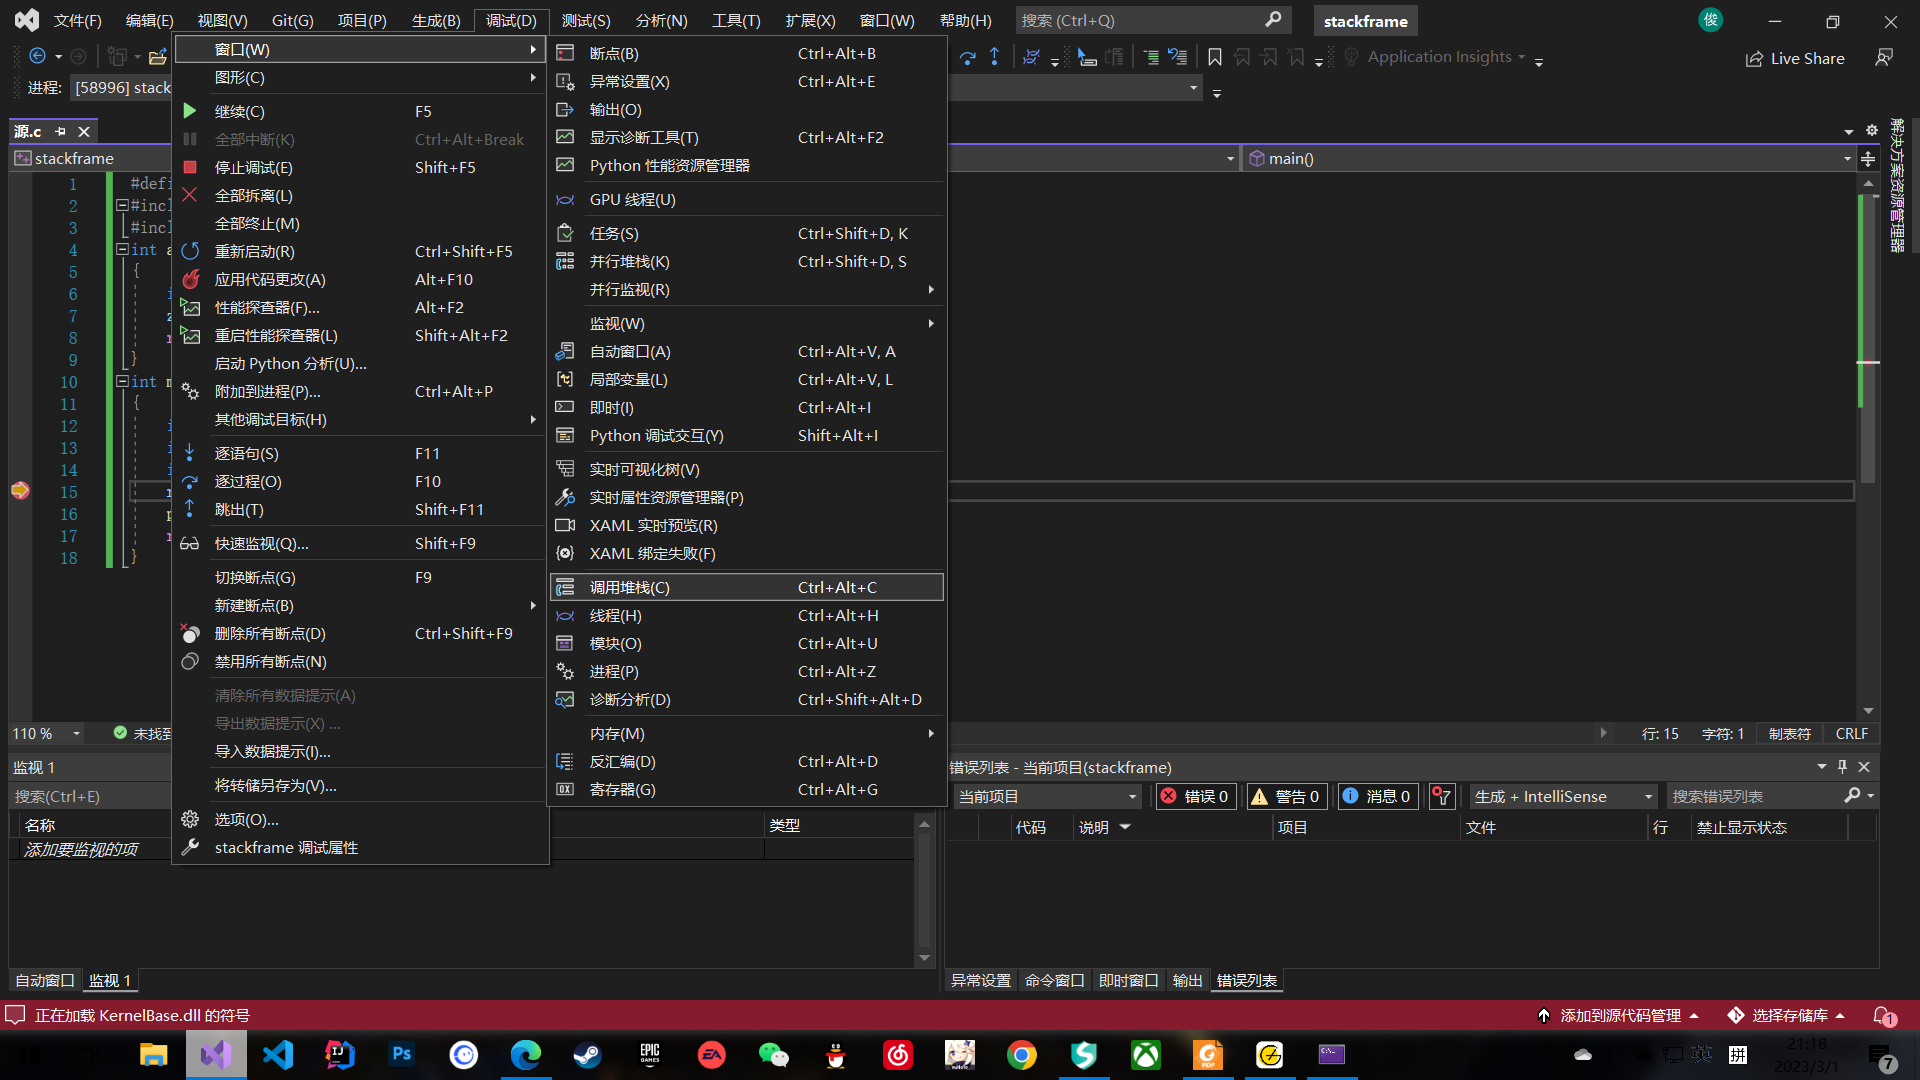 文件(F) 编辑(E) 视图(V) Git(G) 项目(P) 生成(B) 调试(D) 测试(S) 分析(N) 工具(T) 扩展(X) 窗口(W) 帮助(H) 搜索 (Ctrl+Q) stackframe 俊
Application Insights Live Share
进程: [58996] stack
源.c
stackframe main()
窗口(W)
图形(C)
继续(C) F5
全部中断(K) Ctrl+Alt+Break
停止调试(E) Shift+F5
全部拆离(L)
全部终止(M)
重新启动(R) Ctrl+Shift+F5
应用代码更改(A) Alt+F10
性能探查器(F)... Alt+F2
重启性能探查器(L) Shift+Alt+F2
启动 Python 分析(U)...
附加到进程(P)... Ctrl+Alt+P
其他调试目标(H)
逐语句(S) F11
逐过程(O) F10
跳出(T) Shift+F11
快速监视(Q)... Shift+F9
切换断点(G) F9
新建断点(B)
删除所有断点(D) Ctrl+Shift+F9
禁用所有断点(N)
清除所有数据提示(A)
导出数据提示(X) ...
导入数据提示(I)...
将转储另存为(V)...
选项(O)...
stackframe 调试属性
断点(B) Ctrl+Alt+B
异常设置(X) Ctrl+Alt+E
输出(O)
显示诊断工具(T) Ctrl+Alt+F2
Python 性能资源管理器
GPU 线程(U)
任务(S) Ctrl+Shift+D, K
并行堆栈(K) Ctrl+Shift+D, S
并行监视(R)
监视(W)
自动窗口(A) Ctrl+Alt+V, A
局部变量(L) Ctrl+Alt+V, L
即时(I) Ctrl+Alt+I
Python 调试交互(Y) Shift+Alt+I
实时可视化树(V)
实时属性资源管理器(P)
XAML 实时预览(R)
XAML 绑定失败(F)
调用堆栈(C) Ctrl+Alt+C
线程(H) Ctrl+Alt+H
模块(O) Ctrl+Alt+U
进程(P) Ctrl+Alt+Z
诊断分析(D) Ctrl+Shift+Alt+D
内存(M)
反汇编(D) Ctrl+Alt+D
寄存器(G) Ctrl+Alt+G
1 #defi
2 #incl
3 #incl
4 int a
5 {
6 i
7 z
8
9 }
10 int m
11 {
12 i
13 i
14 i
15
16 p
17
18 }
解决方案资源管理器
110 % 未找到 行: 15 字符: 1 制表符 CRLF
监视 1
搜索(Ctrl+E)
名称 类型
添加要监视的项
自动窗口 监视 1
错误列表 - 当前项目(stackframe)
当前项目 错误 0 警告 0 消息 0 生成 + IntelliSense 搜索错误列表
代码 说明 项目 文件 行 禁止显示状态
异常设置 命令窗口 即时窗口 输出 错误列表
正在加载 KernelBase.dll 的符号 添加到源代码管理 选择存储库 1
IJ Ps EPIC GAMES EA PDF 英 拼 21:18
2023/3/1 7